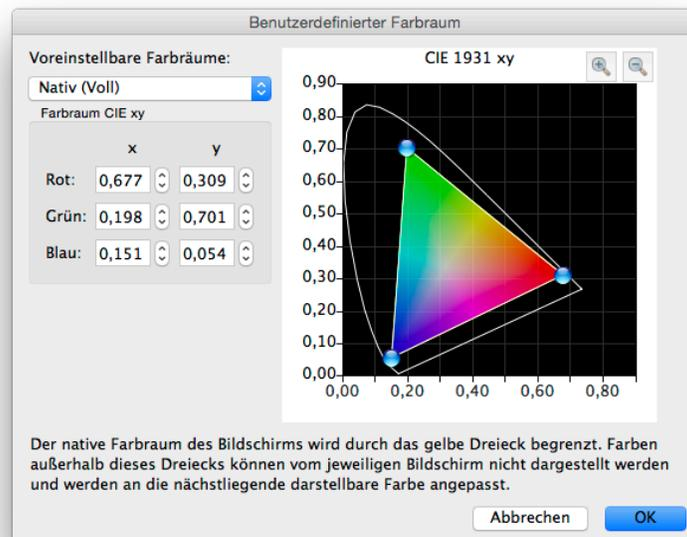 Benutzerdefinierter Farbraum
Voreinstellbare Farbräume:
Nativ (Voll)
Farbraum CIE xy
x y
Rot: 0,677 0,309
Grün: 0,198 0,701
Blau: 0,151 0,054
CIE 1931 xy
0,90
0,80
0,70
0,60
0,50
0,40
0,30
0,20
0,10
0,00
0,00 0,20 0,40 0,60 0,80
Der native Farbraum des Bildschirms wird durch das gelbe Dreieck begrenzt. Farben
außerhalb dieses Dreiecks können vom jeweiligen Bildschirm nicht dargestellt werden
und werden an die nächstliegende darstellbare Farbe angepasst.
Abbrechen OK